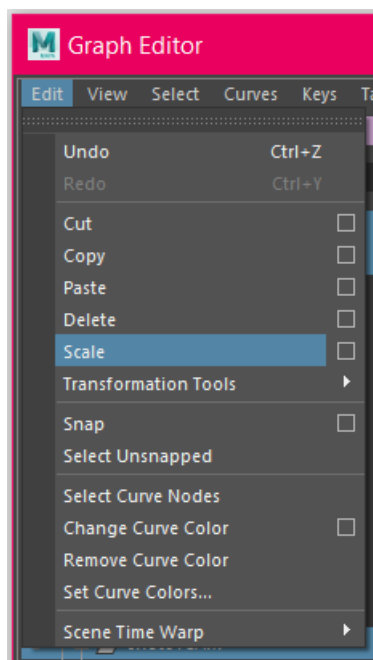 Graph Editor
Edit View Select Curves Keys
Undo Ctrl+Z
Redo Ctrl+Y
Cut
Copy
Paste
Delete
Scale
Transformation Tools
Snap
Select Unsnapped
Select Curve Nodes
Change Curve Color
Remove Curve Color
Set Curve Colors...
Scene Time Warp